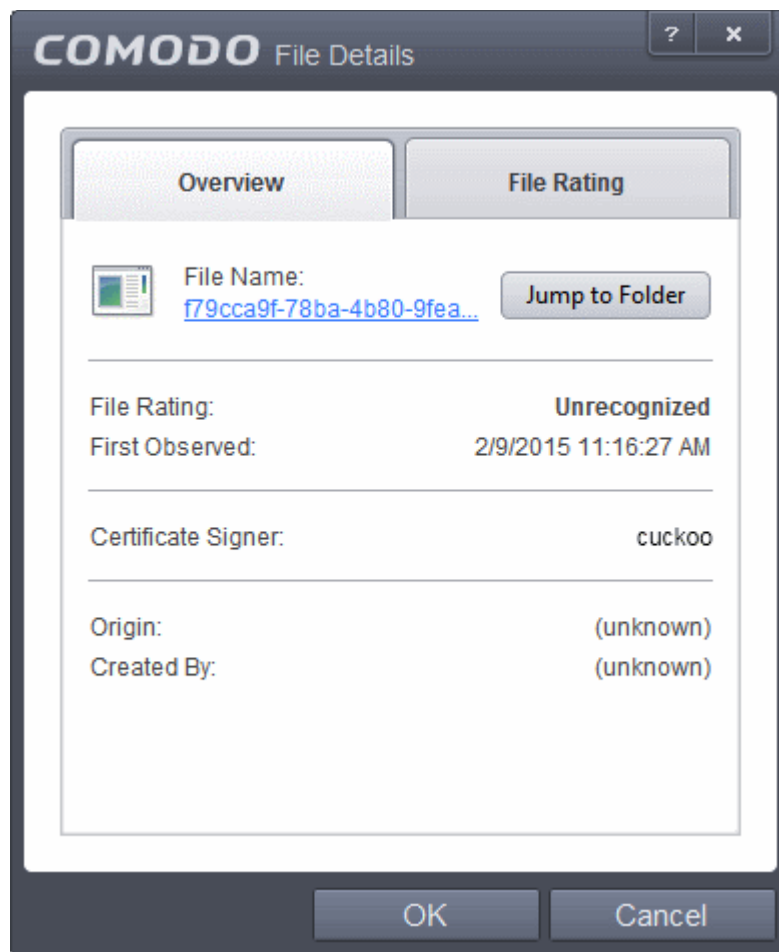 COMODO File Details
? ×
Overview
File Rating
File Name:
f79cca9f-78ba-4b80-9fea...
Jump to Folder
File Rating: Unrecognized
First Observed: 2/9/2015 11:16:27 AM
Certificate Signer: cuckoo
Origin: (unknown)
Created By: (unknown)
OK
Cancel